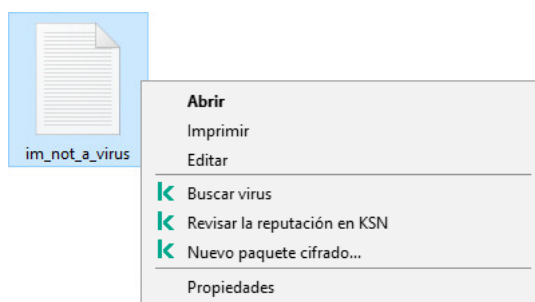 im_not_a_virus
Abrir
Imprimir
Editar
Buscar virus
Revisar la reputación en KSN
Nuevo paquete cifrado...
Propiedades